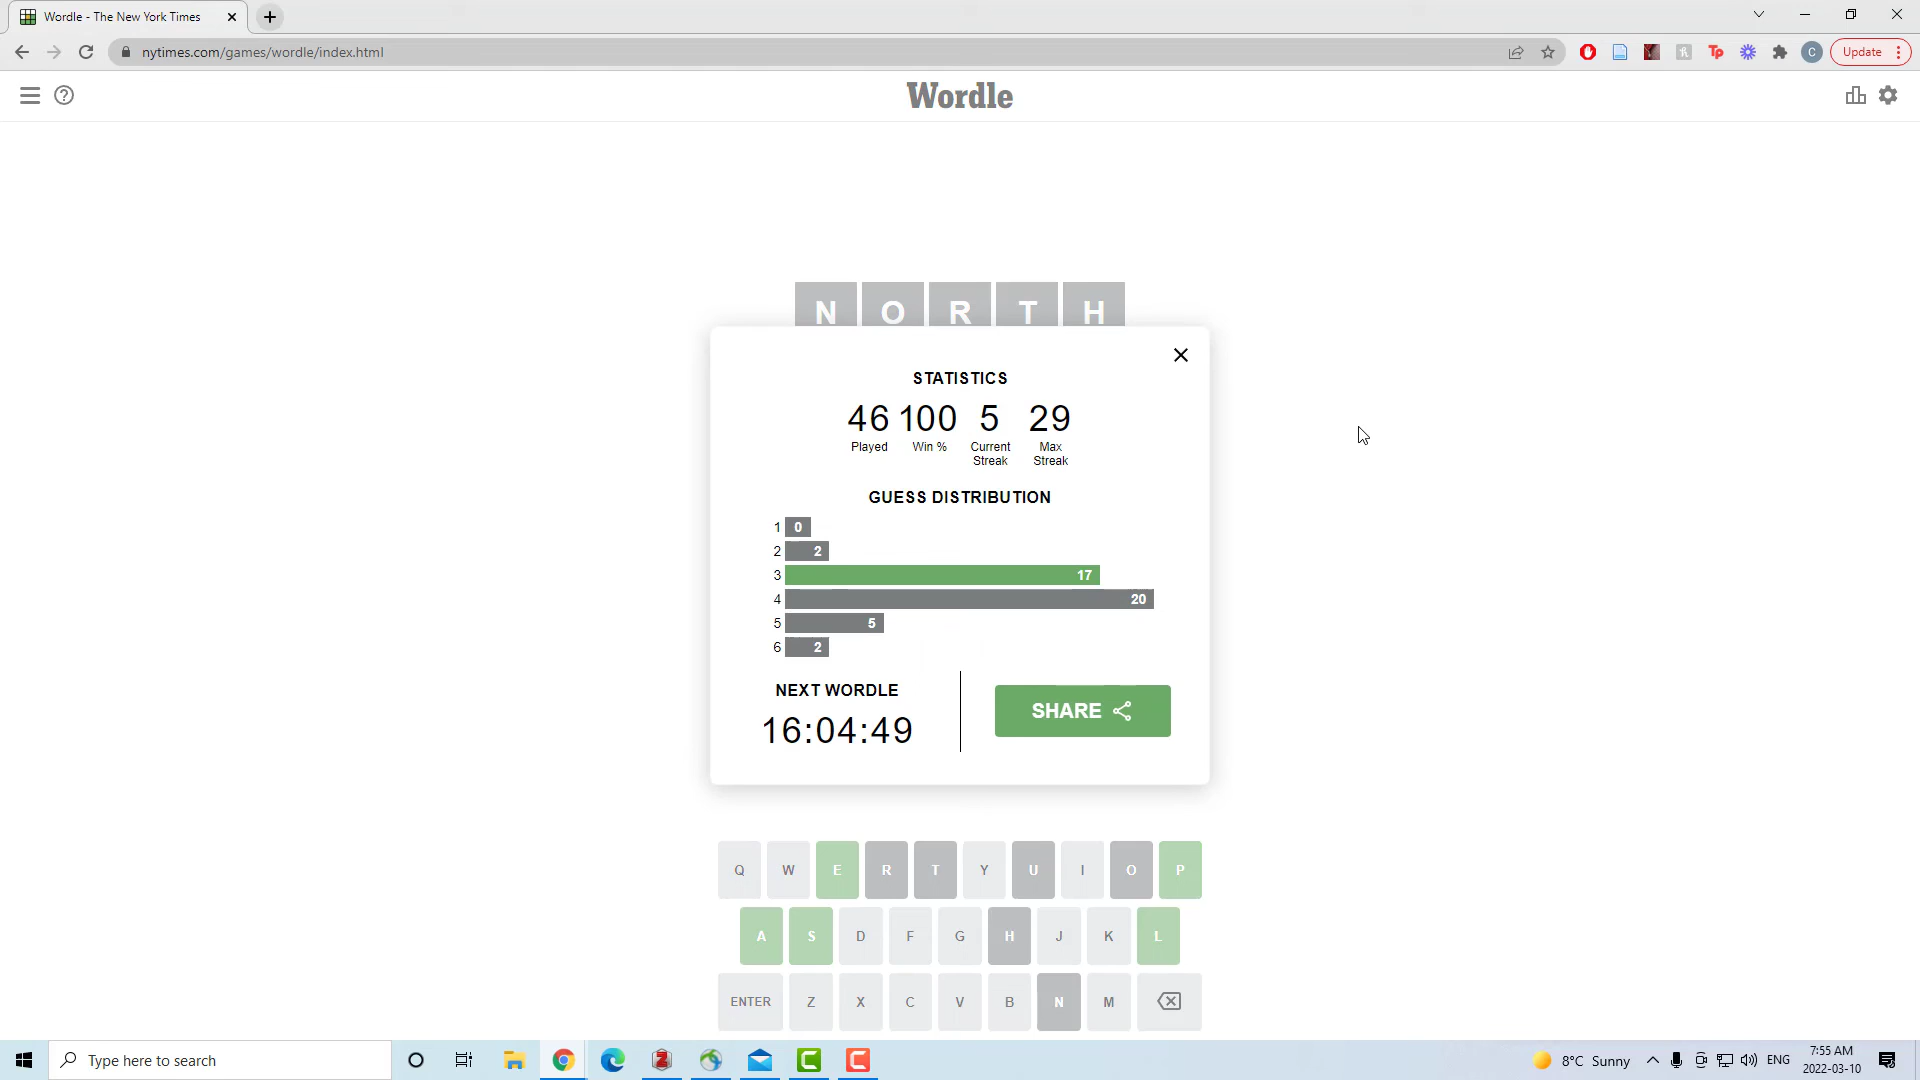 Wordle - The New York Times
nytimes.com/games/wordle/index.html
Tp
C
Update
Wordle
N O R T H
STATISTICS
46 100 5 29
Played Win % Current Streak Max Streak
GUESS DISTRIBUTION
1 0
2 2
3 17
4 20
5 5
6 2
NEXT WORDLE
16:04:49
SHARE
Q W E R T Y U I O P
A S D F G H J K L
ENTER Z X C V B N M
Type here to search
8°C Sunny
ENG
7:55 AM
2022-03-10